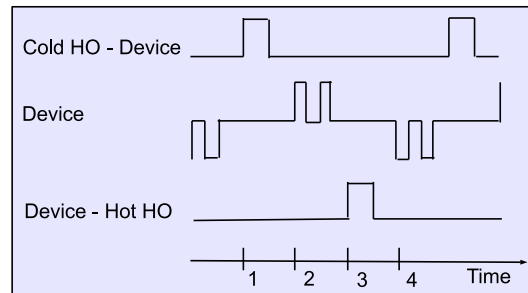 Cold HO - Device
Device
Device - Hot HO
1 2 3 4 Time